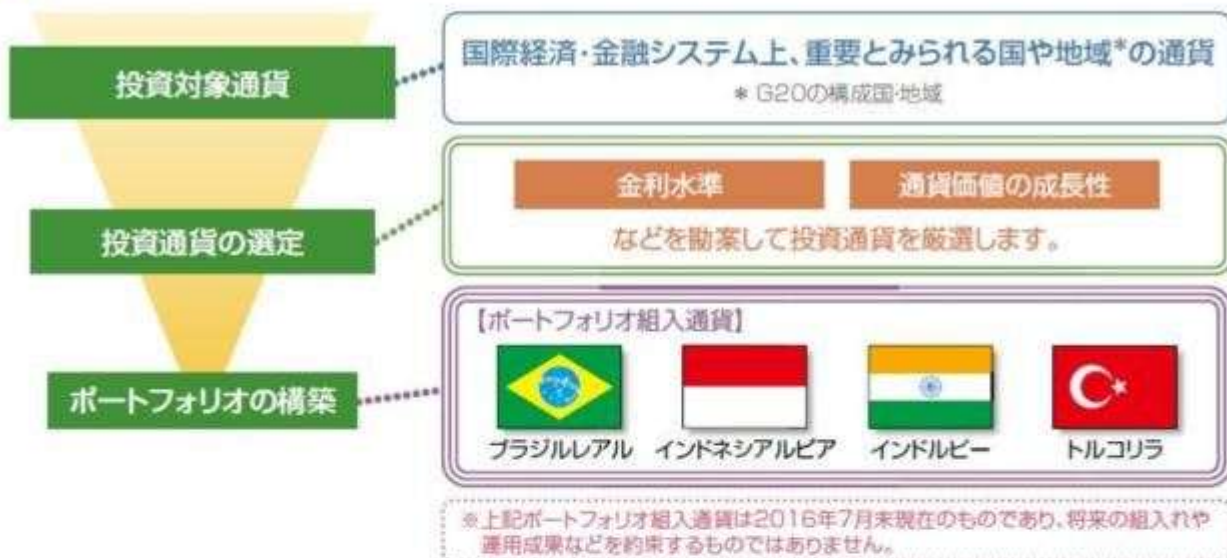 投資対象通貨
国際経済・金融システム上、重要とみられる国や地域*の通貨
* G20の構成国・地域
投資通貨の選定
金利水準
通貨価値の成長性
などを勘案して投資通貨を厳選します。
ポートフォリオの構築
【ポートフォリオ組入通貨】
ブラジルレアル
インドネシアルピア
インドルピー
トルコリラ
※上記ポートフォリオ組入通貨は2016年7月末現在のものであり、将来の組入れや
運用成果などを約束するものではありません。